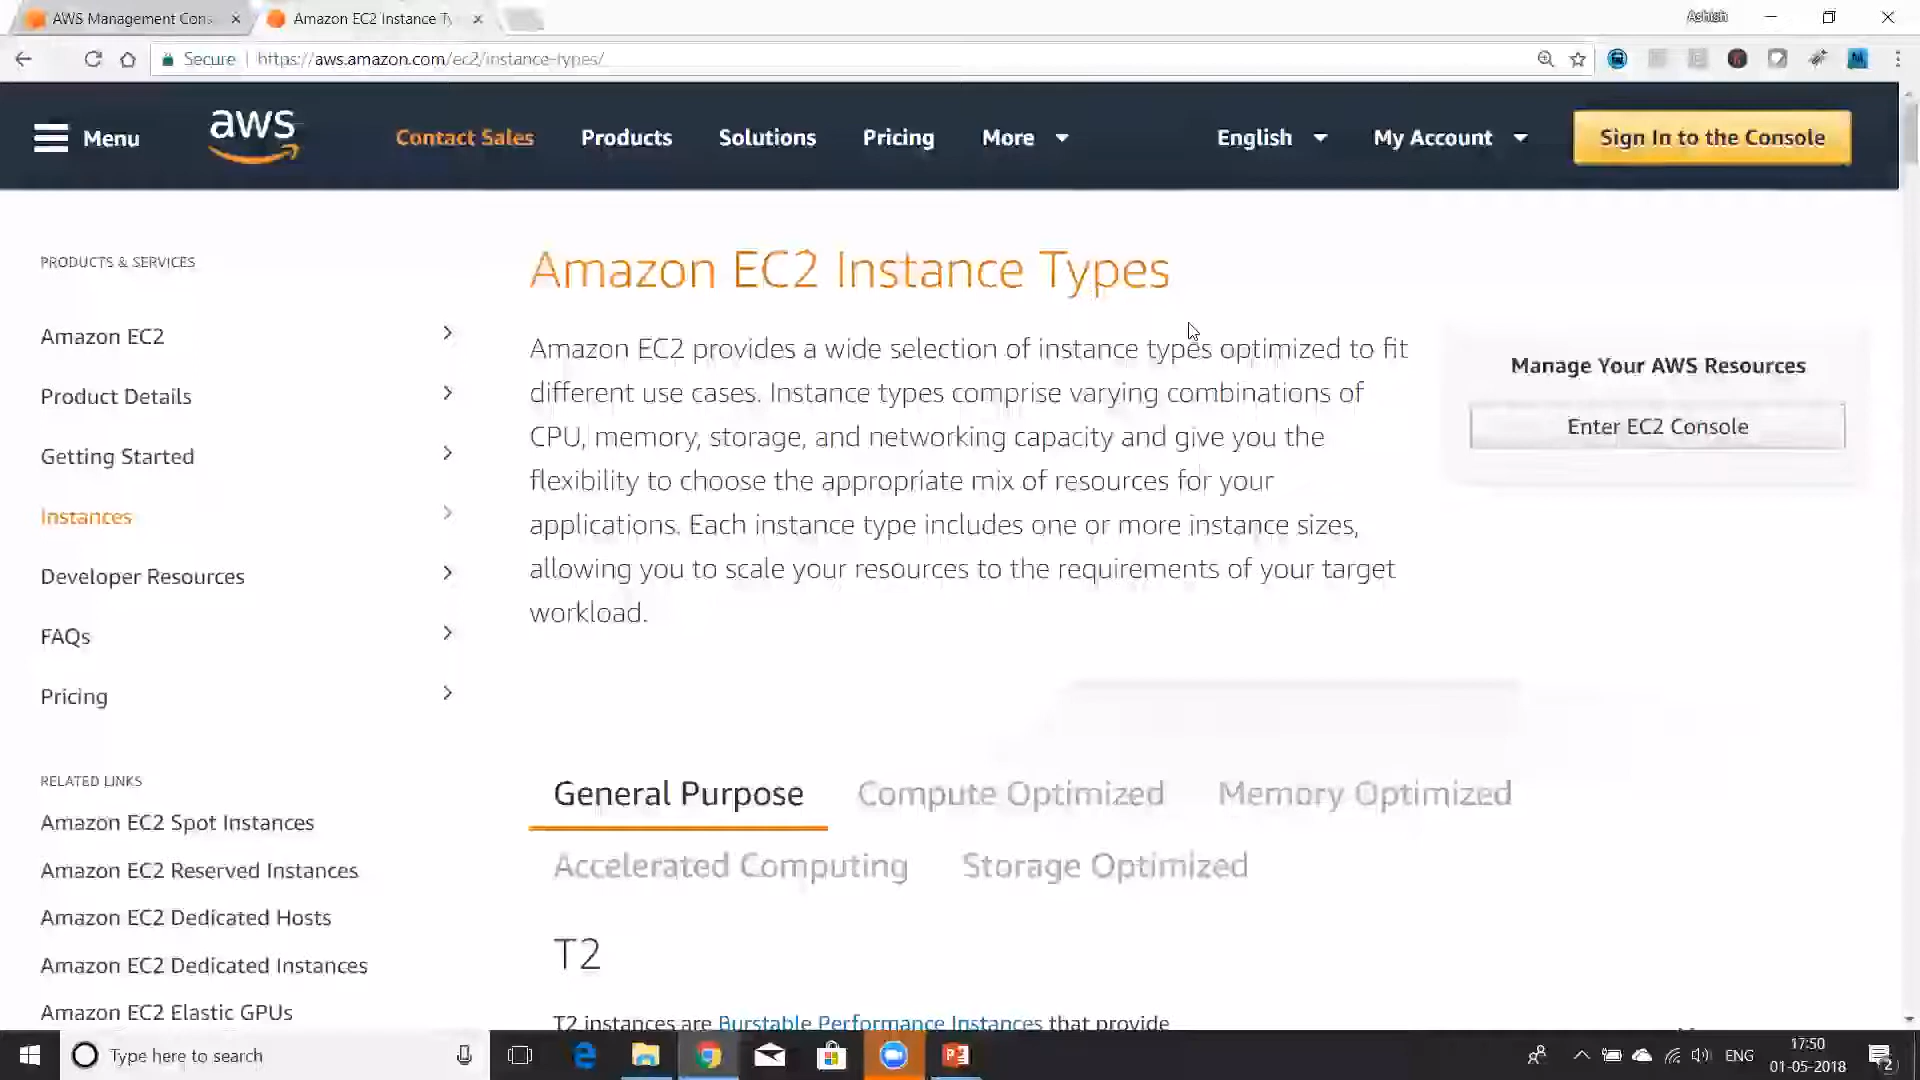 AWS Management Cons
Amazon EC2 Instance Ty
Ashish
Secure
https://aws.amazon.com/ec2/instance-types/
Menu
aws
Contact Sales
Products
Solutions
Pricing
More
English
My Account
Sign In to the Console
PRODUCTS & SERVICES
Amazon EC2
Product Details
Getting Started
Instances
Developer Resources
FAQs
Pricing
RELATED LINKS
Amazon EC2 Spot Instances
Amazon EC2 Reserved Instances
Amazon EC2 Dedicated Hosts
Amazon EC2 Dedicated Instances
Amazon EC2 Elastic GPUs
Amazon EC2 Instance Types
Amazon EC2 provides a wide selection of instance types optimized to fit
different use cases. Instance types comprise varying combinations of
CPU, memory, storage, and networking capacity and give you the
flexibility to choose the appropriate mix of resources for your
applications. Each instance type includes one or more instance sizes,
allowing you to scale your resources to the requirements of your target
workload.
Manage Your AWS Resources
Enter EC2 Console
General Purpose
Compute Optimized
Memory Optimized
Accelerated Computing
Storage Optimized
T2
T2 instances are Burstable Performance Instances that provide
Type here to search
ENG
17:50
01-05-2018
2